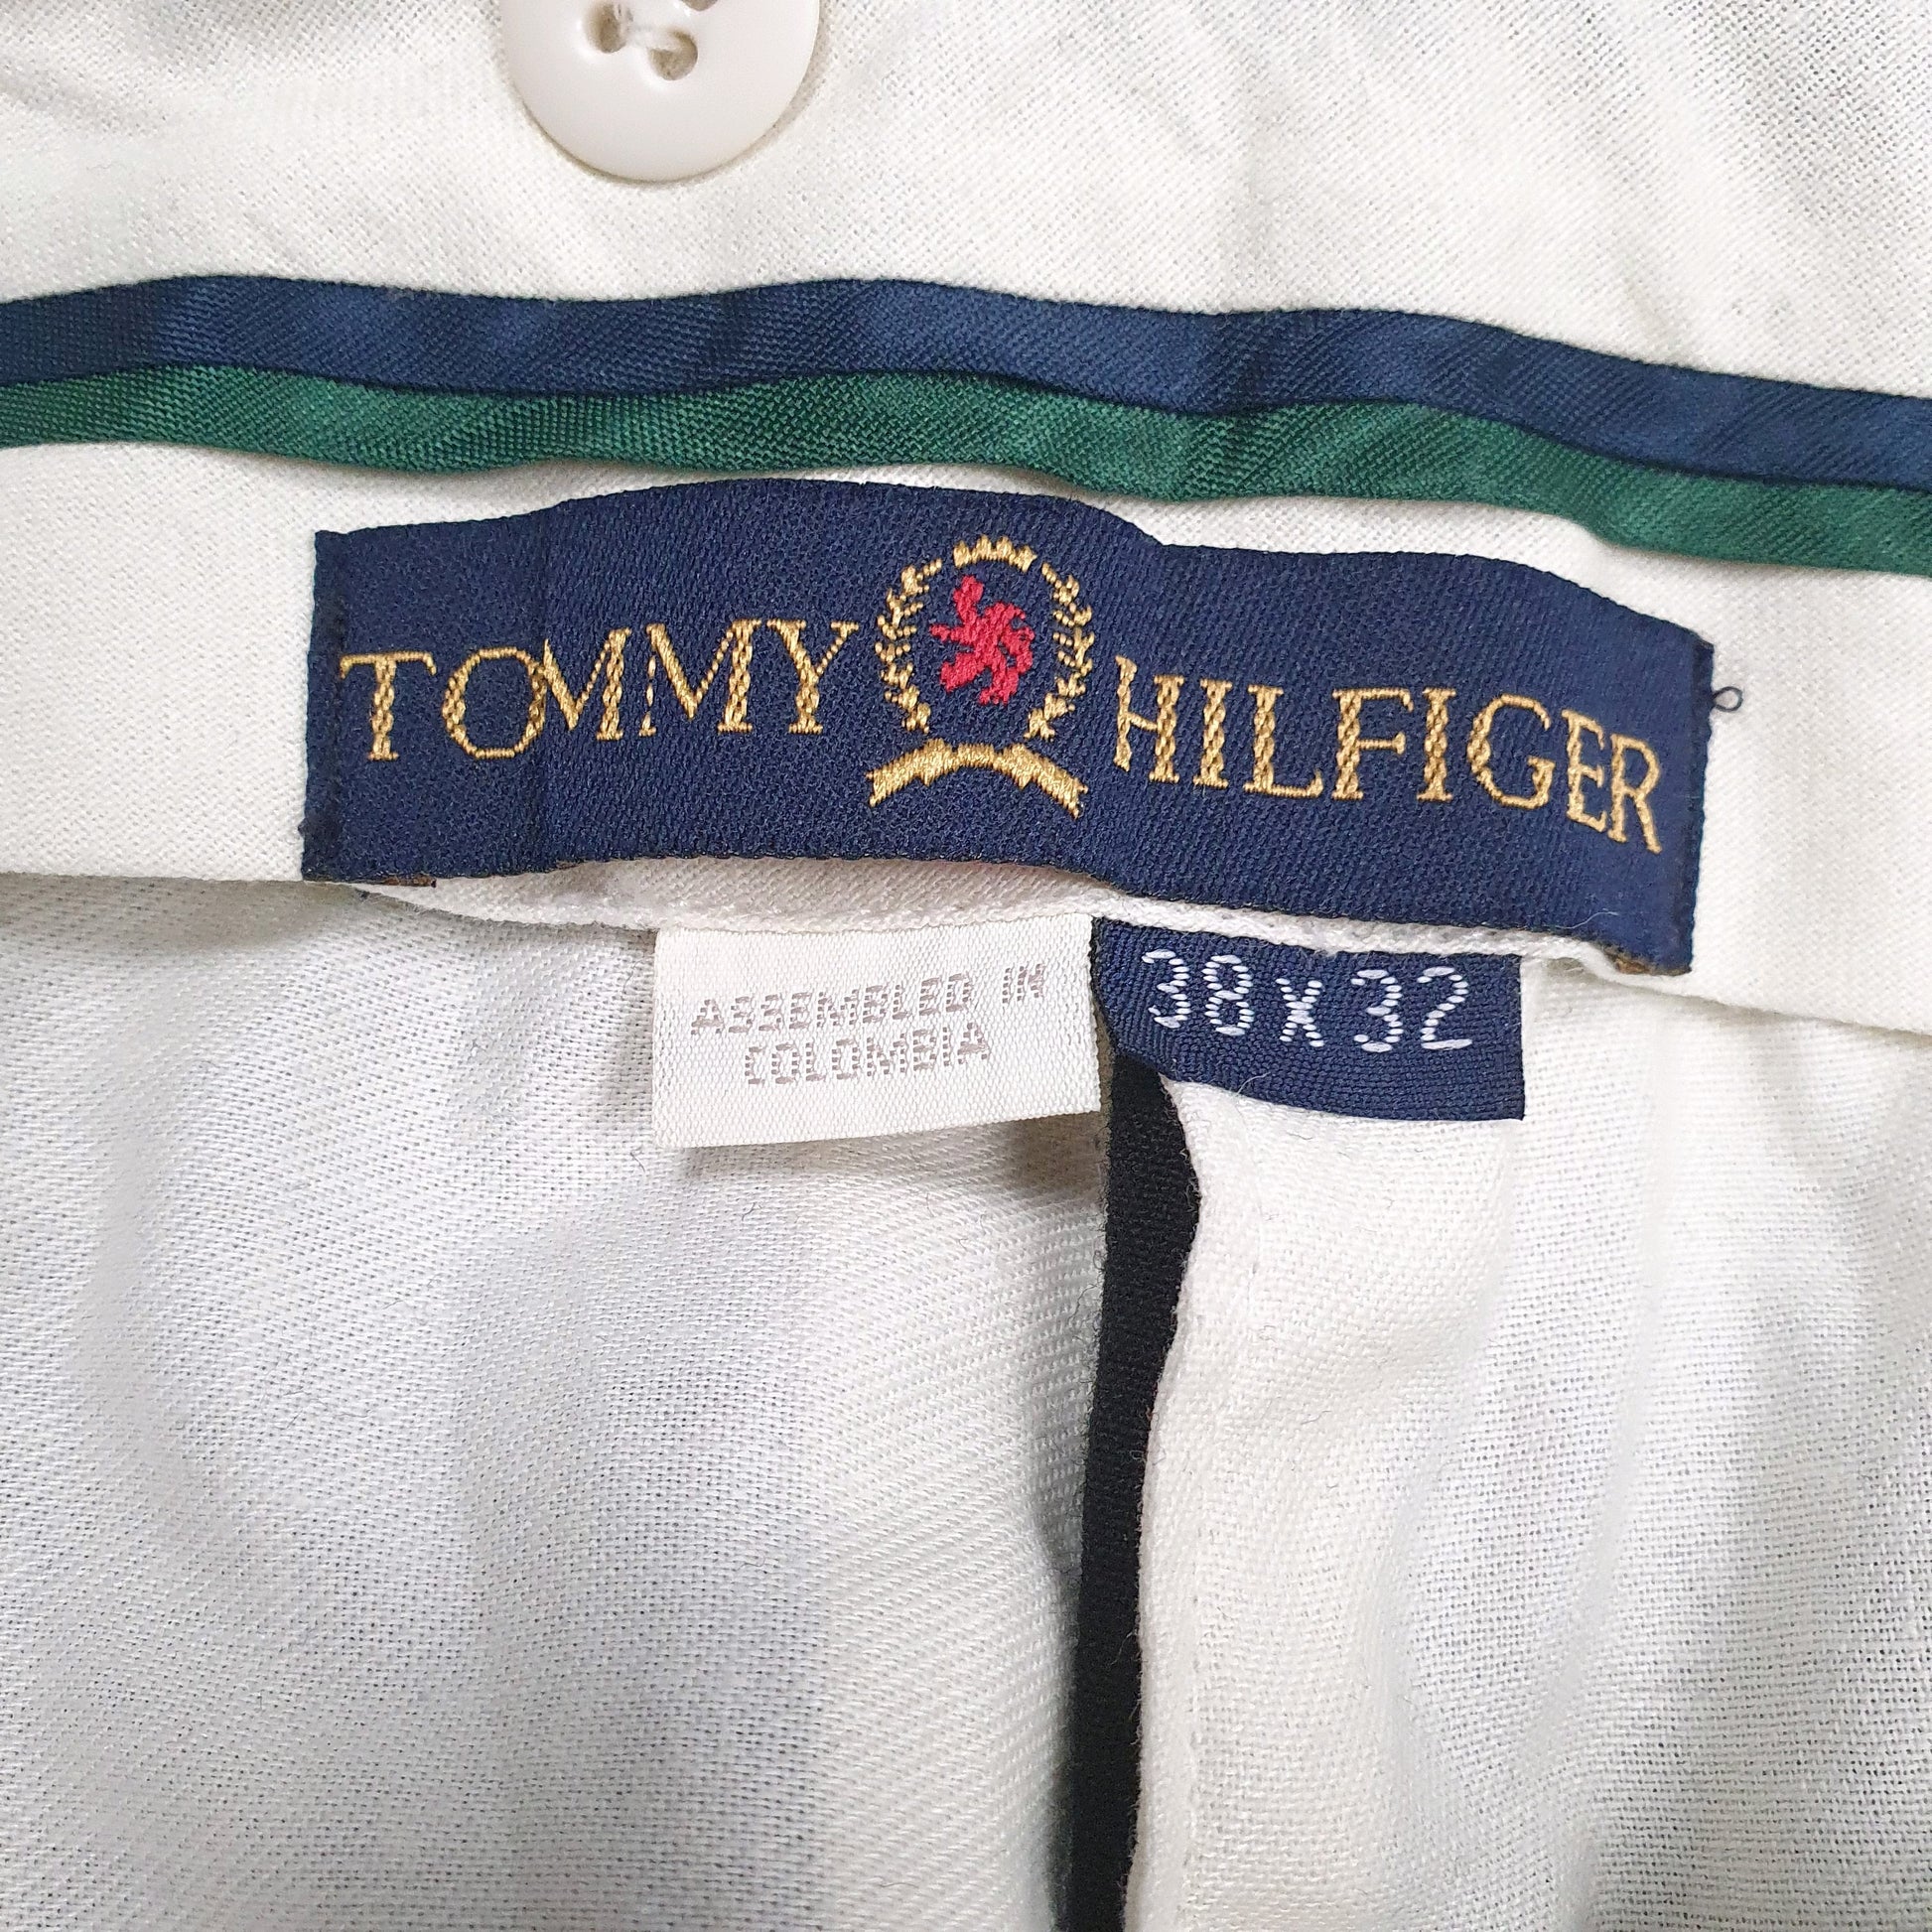 TOMMY HILFIGER
ASSEMBLED IN
COLOMBIA
38X32